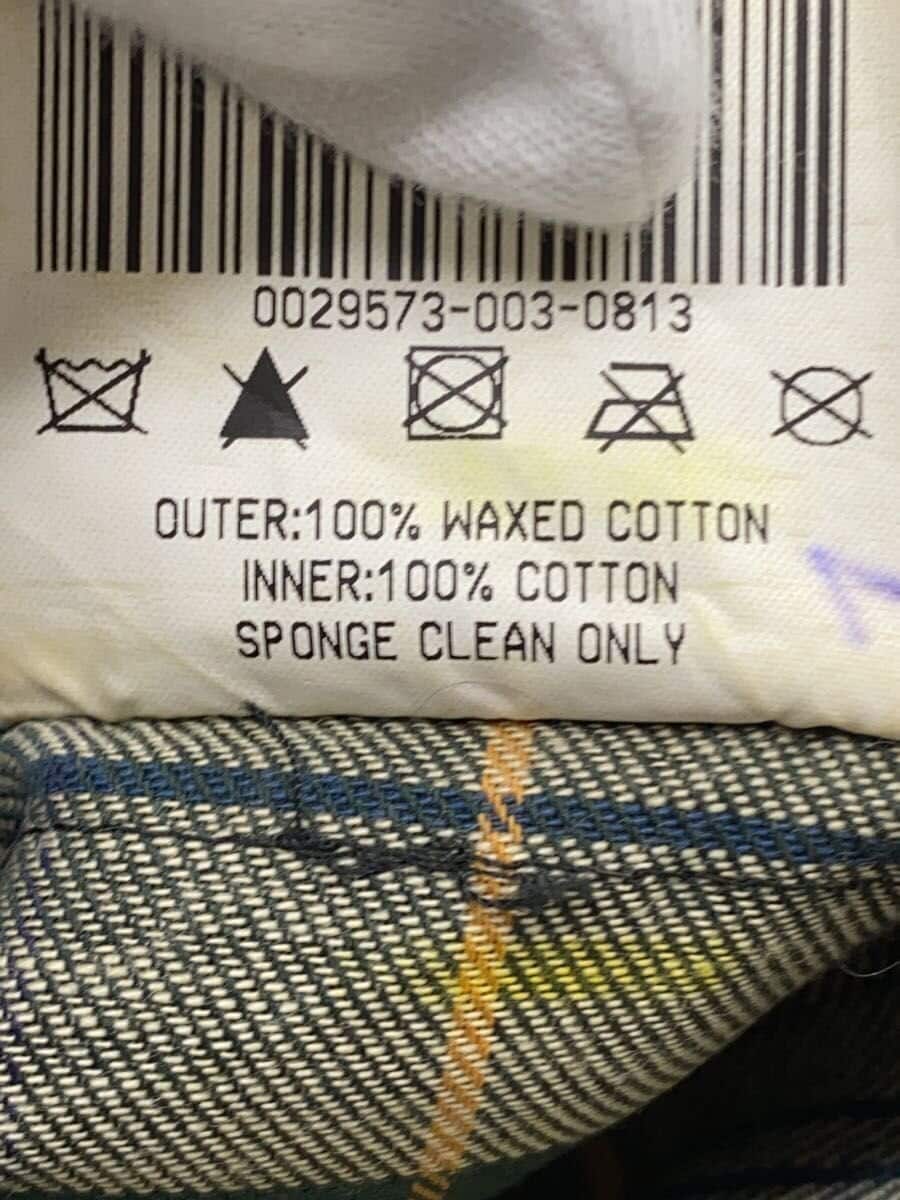 0029573-003-0813
OUTER:100% WAXED COTTON
INNER:100% COTTON
SPONGE CLEAN ONLY